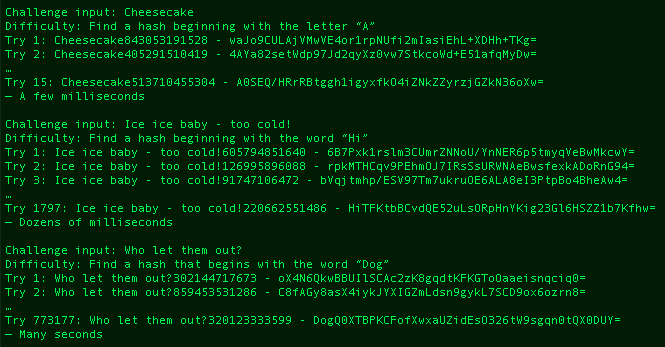 Challenge input: Cheesecake
Difficulty: Find a hash beginning with the letter “A”
Try 1: Cheesecake843053191528 - waJo9CULAjVMwVE4or1rpNUfi2mIasiEhL+XDHh+TKg=
Try 2: Cheesecake405291510419 - 4AYa82setWdp97Jd2qyXz0vw7StkcoWd+E51afqMyDw=
…
Try 15: Cheesecake513710455304 - A0SEQ/HRrRBtggh1igyxfkO4iZNkZZyrzjGZkN36oXw=
— A few milliseconds
Challenge input: Ice ice baby - too cold!
Difficulty: Find a hash beginning with the word “Hi”
Try 1: Ice ice baby - too cold!605794851640 - 6B7Pxk1rslm3CUmrZNNoU/YnNER6p5tmyqVeBwMkcwY=
Try 2: Ice ice baby - too cold!126995896088 - rpkMTHCqv9PEhmOJ7IRsSsURWNAeBwsfexkADoRnG94=
Try 3: Ice ice baby - too cold!91747106472 - bVqjtmhp/ESV97Tm7ukruOE6ALA8eI3PtpBo4BheAw4=
…
Try 1797: Ice ice baby - too cold!220662551486 - HiTFKtbBCvdQE52uLsORpHnYKig23Gl6HSZZ1b7Kfhw=
— Dozens of milliseconds
Challenge input: Who let them out?
Difficulty: Find a hash that begins with the word “Dog”
Try 1: Who let them out?302144717673 - oX4N6QkwBBUIlSCAc2zK8gqdtKFKGToOaaeisnqciq0=
Try 2: Who let them out?859453531286 - C8fAGy8asX4iykJYXIGZmLdsn9gykL7SCD9ox6ozrn8=
…
Try 773177: Who let them out?320123333599 - DogQ0XTBPKCFofXwxaUZidEsO326tW9sgqn0tQX0DUY=
— Many seconds